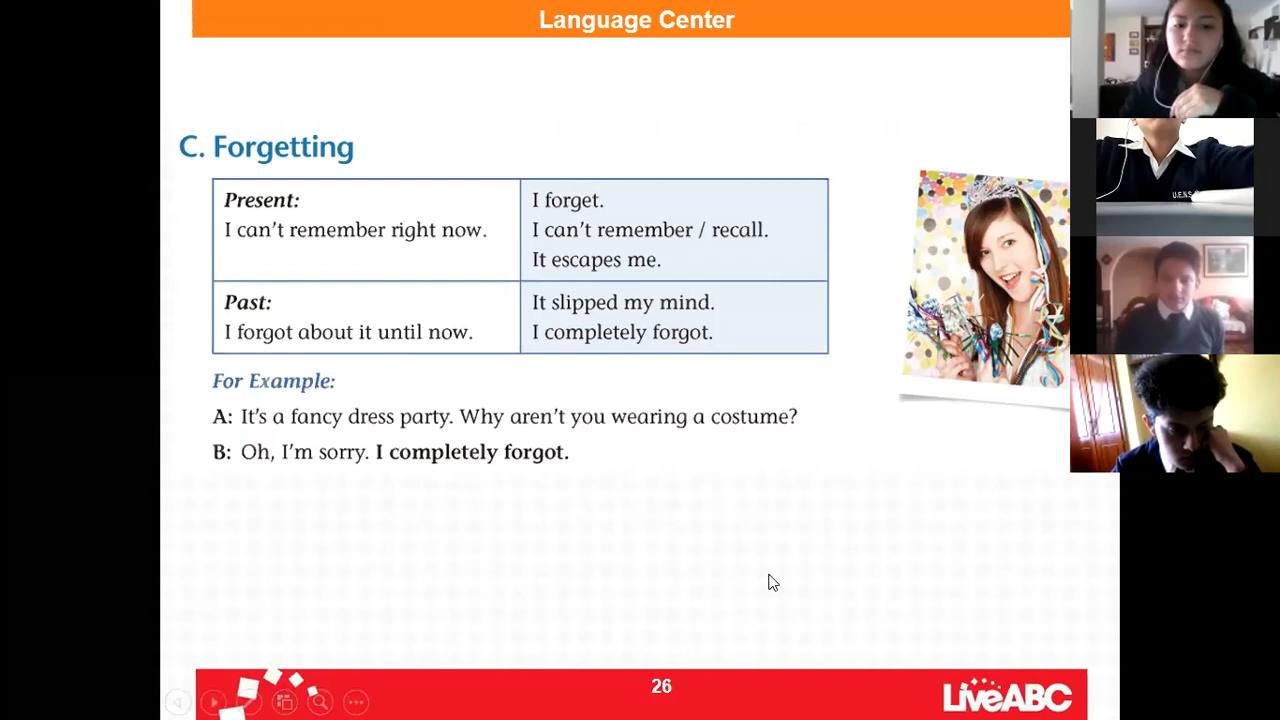 Language Center
C. Forgetting
Present:
I can't remember right now.
I forget.
I can't remember / recall.
It escapes me.
Past:
I forgot about it until now.
It slipped my mind.
I completely forgot.
For Example:
A: It's a fancy dress party. Why aren't you wearing a costume?
B: Oh, I'm sorry. I completely forgot.
26
LiveABC